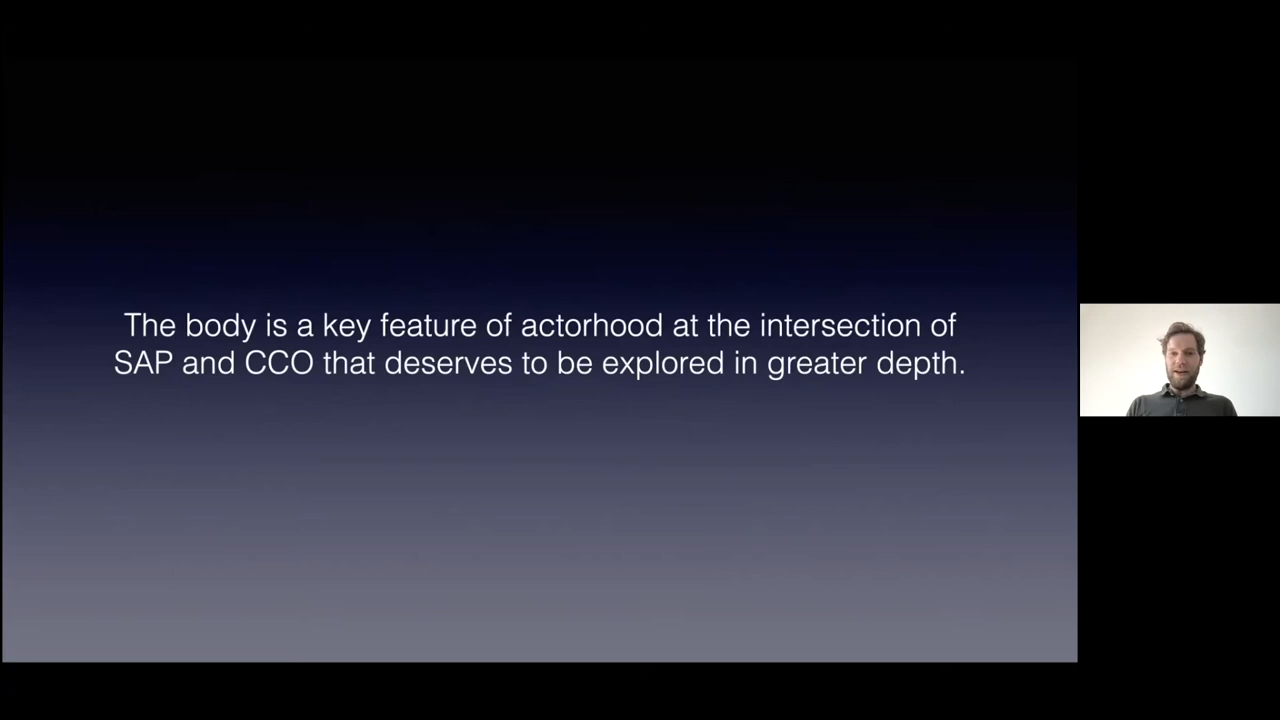 The body is a key feature of actorhood at the intersection of
SAP and CCO that deserves to be explored in greater depth.